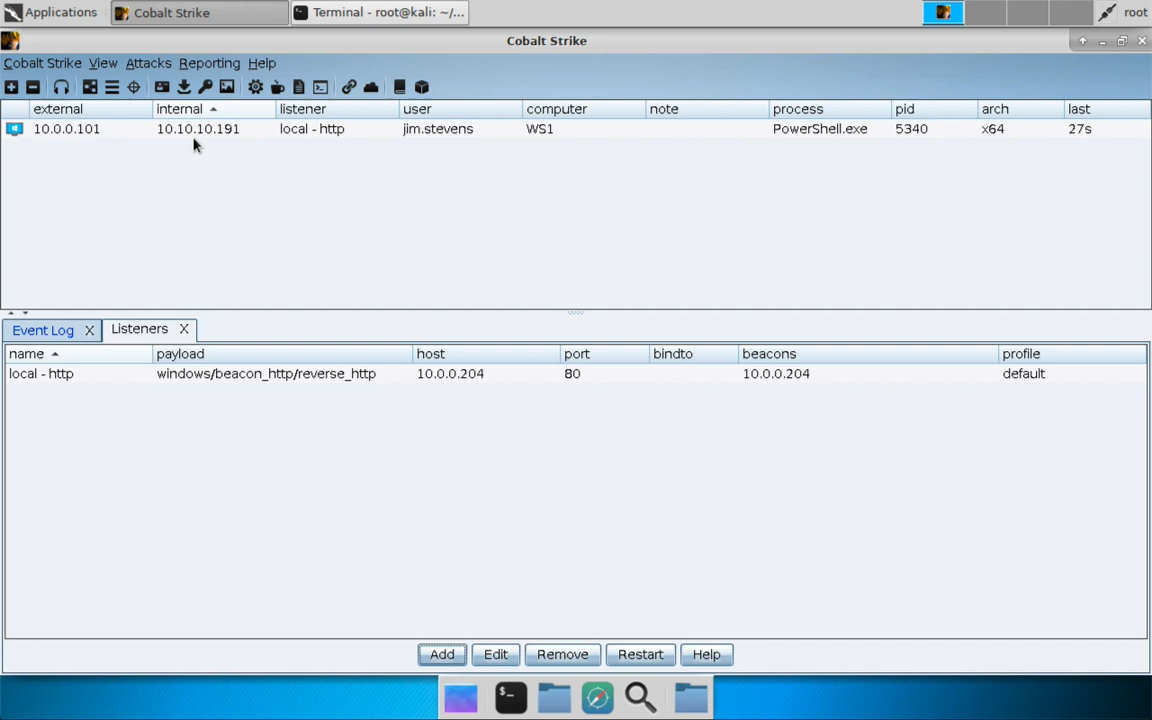 Applications Cobalt Strike Terminal - root@kali: ~/... root
Cobalt Strike
Cobalt Strike View Attacks Reporting Help
external internal listener user computer note process pid arch last
10.0.0.101 10.10.10.191 local - http jim.stevens WS1 PowerShell.exe 5340 x64 27s
Event Log X Listeners X
name payload host port bindto beacons profile
local - http windows/beacon_http/reverse_http 10.0.0.204 80 10.0.0.204 default
Add Edit Remove Restart Help
$_